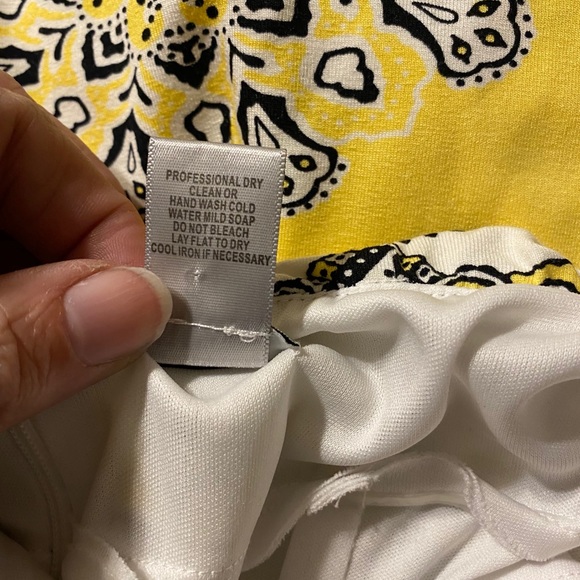 PROFESSIONAL DRY
CLEAN OR
HAND WASH COLD
WATER MILD SOAP
DO NOT BLEACH
LAY FLAT TO DRY
COOL IRON IF NECESSARY